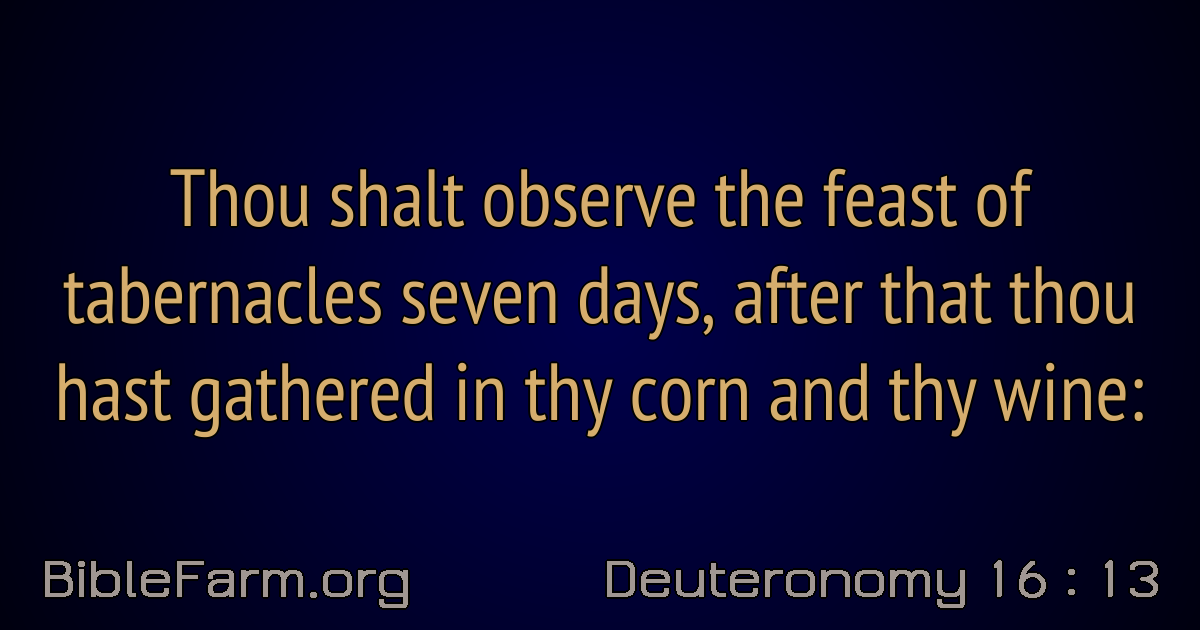 Thou shalt observe the feast of
tabernacles seven days, after that thou
hast gathered in thy corn and thy wine:
BibleFarm.org
Deuteronomy 16 : 13